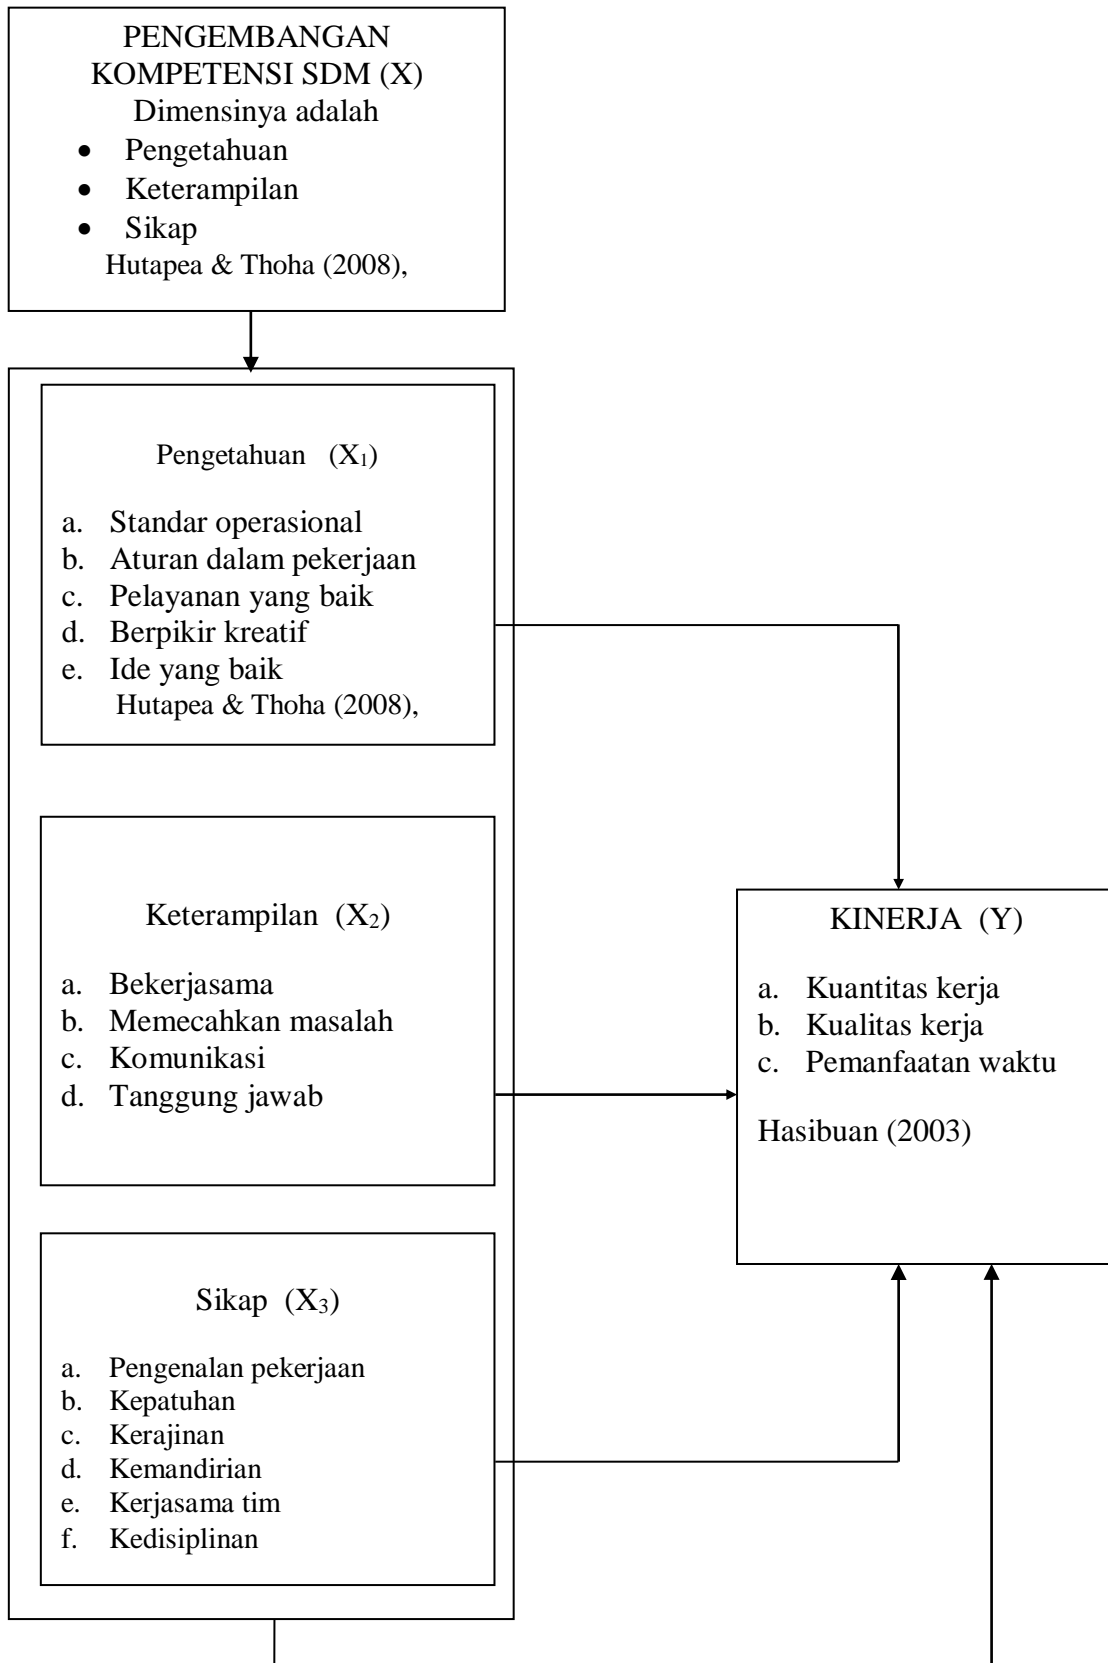 PENGEMBANGAN
KOMPETENSI SDM (X)
Dimensinya adalah
• Pengetahuan
• Keterampilan
• Sikap
Hutapea & Thoha (2008),
Pengetahuan (X₁)
a. Standar operasional
b. Aturan dalam pekerjaan
c. Pelayanan yang baik
d. Berpikir kreatif
e. Ide yang baik
Hutapea & Thoha (2008),
Keterampilan (X₂)
a. Bekerjasama
b. Memecahkan masalah
c. Komunikasi
d. Tanggung jawab
Sikap (X₃)
a. Pengenalan pekerjaan
b. Kepatuhan
c. Kerajinan
d. Kemandirian
e. Kerjasama tim
f. Kedisiplinan
KINERJA (Y)
a. Kuantitas kerja
b. Kualitas kerja
c. Pemanfaatan waktu
Hasibuan (2003)